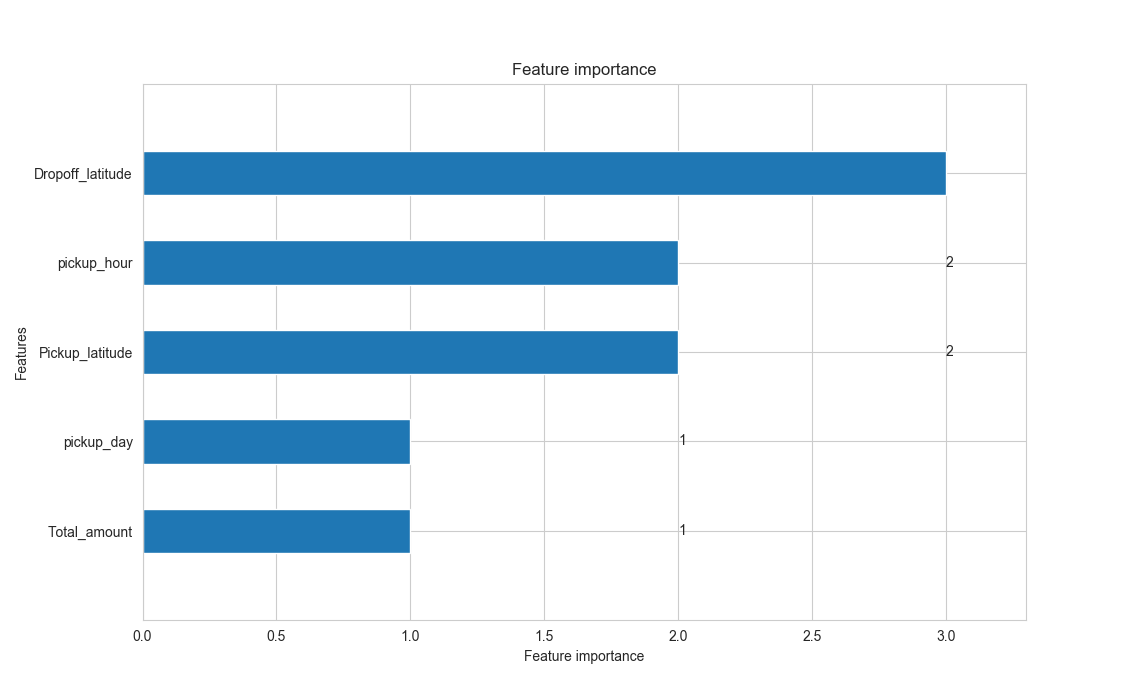 Feature importance
Dropoff_latitude
pickup_hour
2
Pickup_latitude
2
pickup_day
1
Total_amount
1
Features
0.0 0.5 1.0 1.5 2.0 2.5 3.0
Feature importance